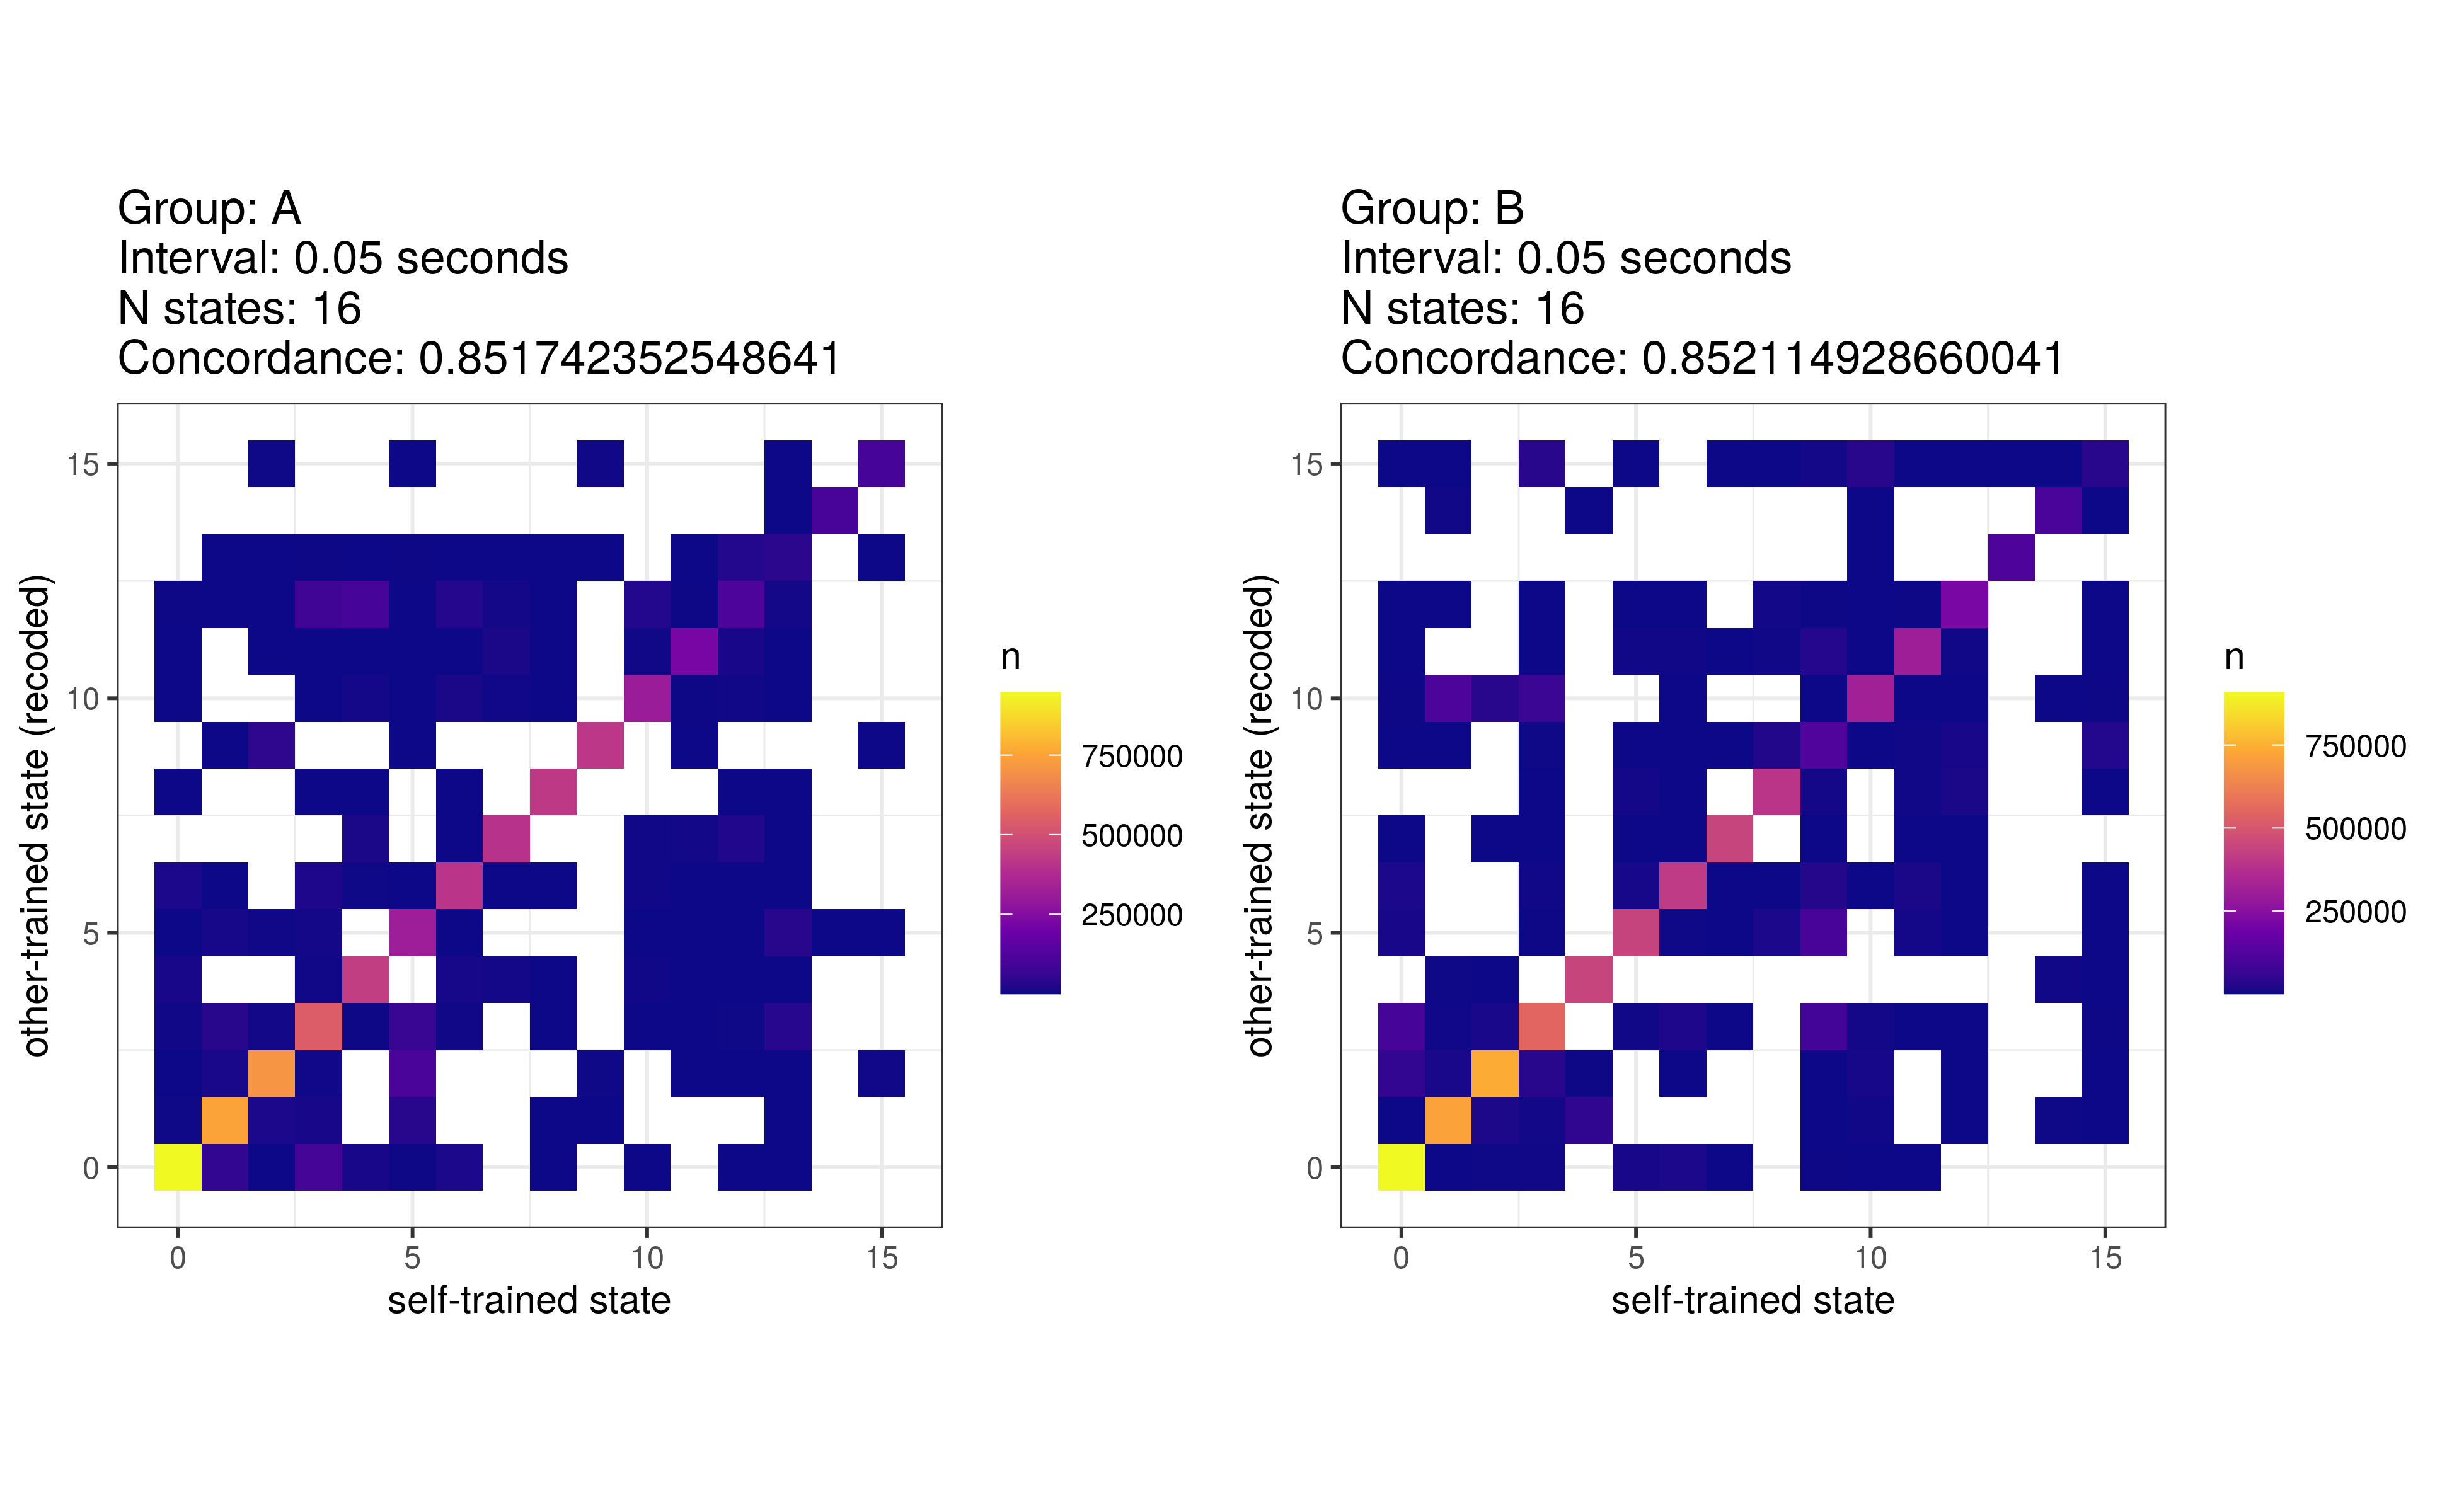 Group: A
Interval: 0.05 seconds
N states: 16
Concordance: 0.851742352548641
other-trained state (recoded)
15
10
5
0
0 5 10 15
self-trained state
n
750000
500000
250000
Group: B
Interval: 0.05 seconds
N states: 16
Concordance: 0.852114928660041
other-trained state (recoded)
15
10
5
0
0 5 10 15
self-trained state
n
750000
500000
250000